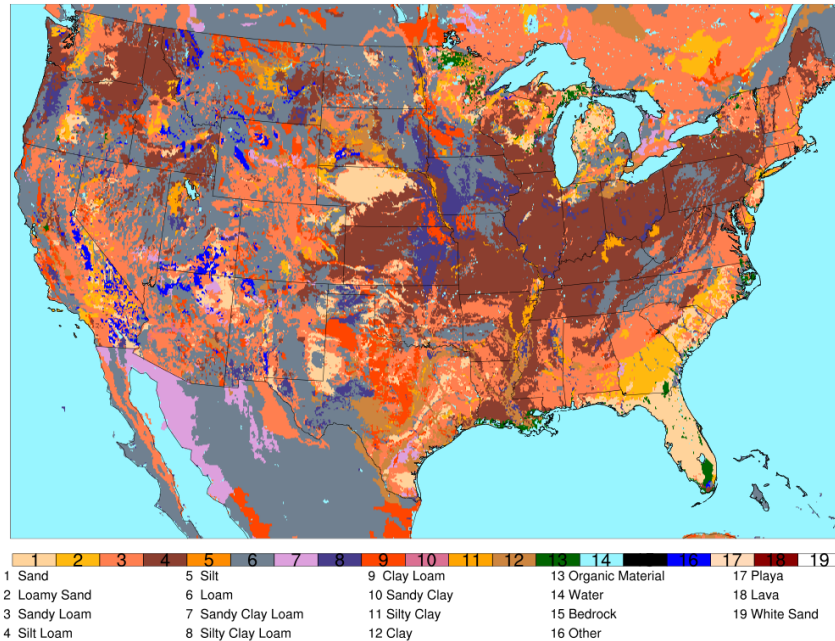 1 2 3 4 5 6 7 8 9 10 11 12 13 14 15 16 17 18 19
1 Sand 5 Silt 9 Clay Loam 13 Organic Material 17 Playa
2 Loamy Sand 6 Loam 10 Sandy Clay 14 Water 18 Lava
3 Sandy Loam 7 Sandy Clay Loam 11 Silty Clay 15 Bedrock 19 White Sand
4 Silt Loam 8 Silty Clay Loam 12 Clay 16 Other